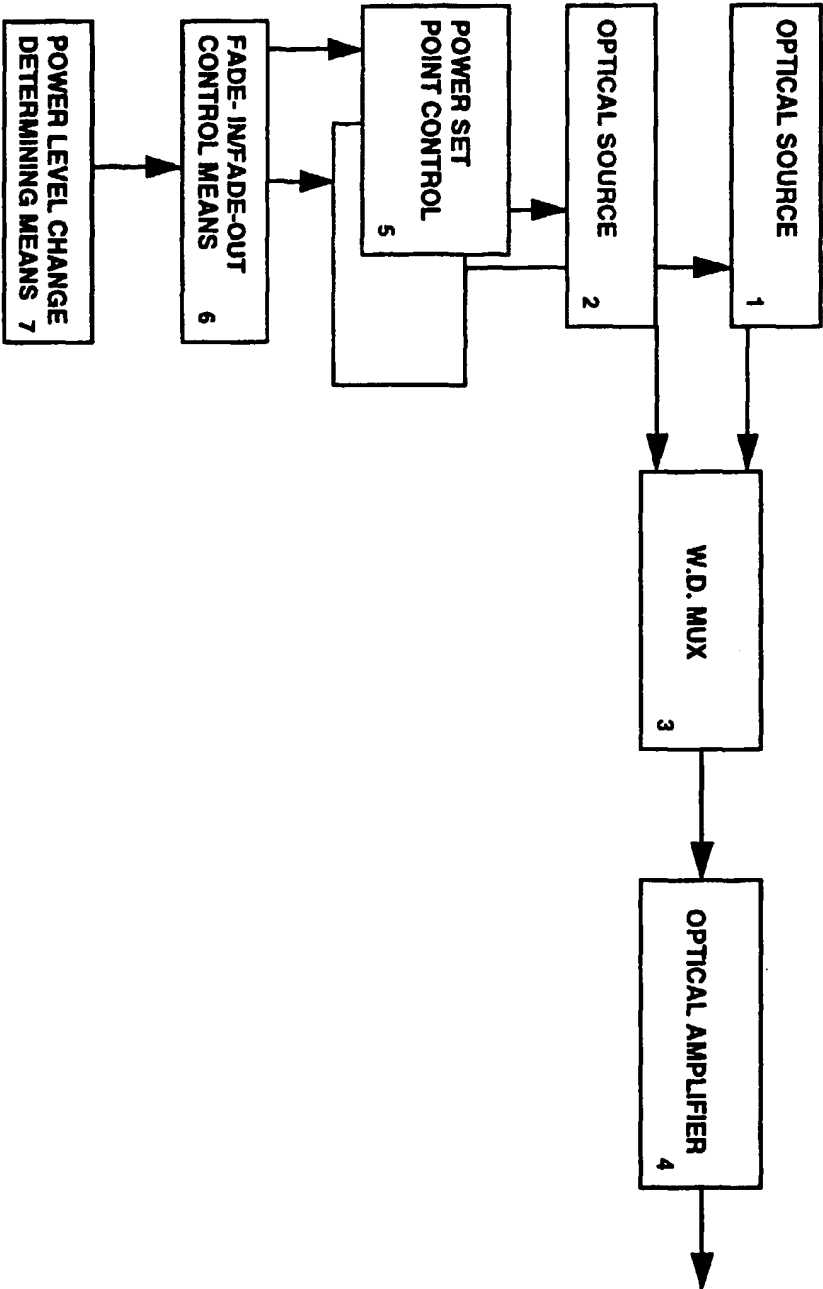 OPTICAL SOURCE
1
OPTICAL SOURCE
2
W.D. MUX
3
OPTICAL AMPLIFIER
4
POWER SET
POINT CONTROL
5
FADE- IN/FADE-OUT
CONTROL MEANS
6
POWER LEVEL CHANGE
DETERMINING MEANS
7